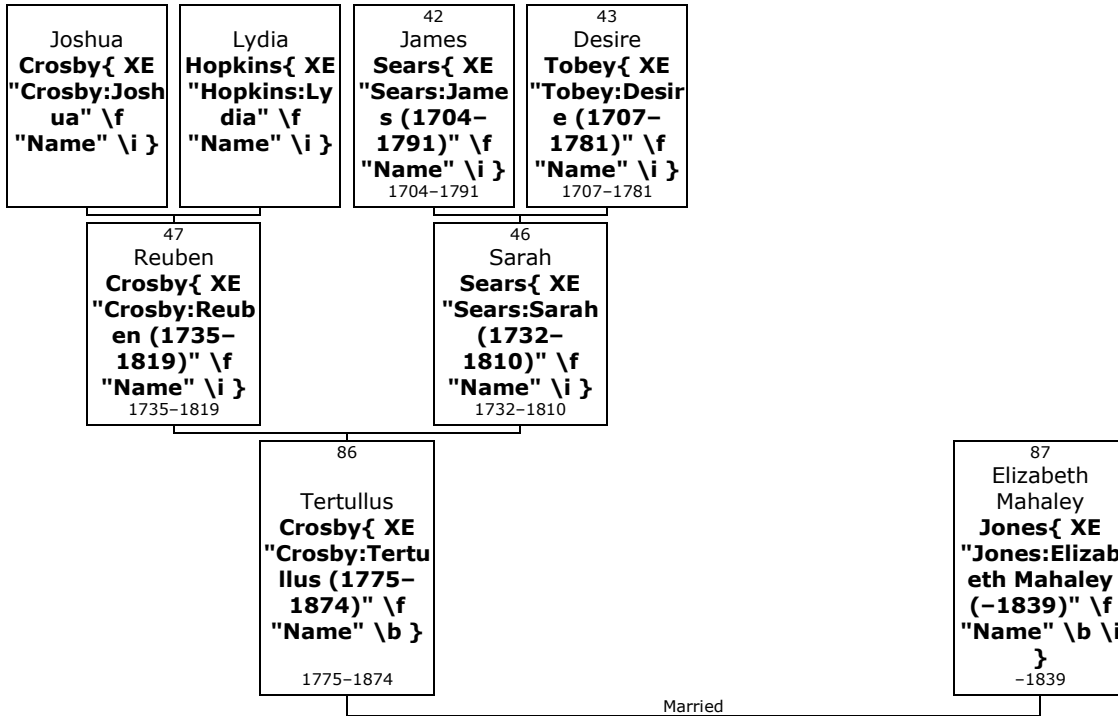 Joshua
Crosby{ XE
"Crosby:Josh
ua" \f
"Name" \i }
Lydia
Hopkins{ XE
"Hopkins:Ly
dia" \f
"Name" \i }
42
James
Sears{ XE
"Sears:Jame
s (1704–
1791)" \f
"Name" \i }
1704–1791
43
Desire
Tobey{ XE
"Tobey:Desir
e (1707–
1781)" \f
"Name" \i }
1707–1781
47
Reuben
Crosby{ XE
"Crosby:Reub
en (1735–
1819)" \f
"Name" \i }
1735–1819
46
Sarah
Sears{ XE
"Sears:Sarah
(1732–
1810)" \f
"Name" \i }
1732–1810
86
Tertullus
Crosby{ XE
"Crosby:Tertu
llus (1775–
1874)" \f
"Name" \b }
1775–1874
87
Elizabeth
Mahaley
Jones{ XE
"Jones:Elizab
eth Mahaley
(–1839)" \f
"Name" \b \i
}
–1839
Married